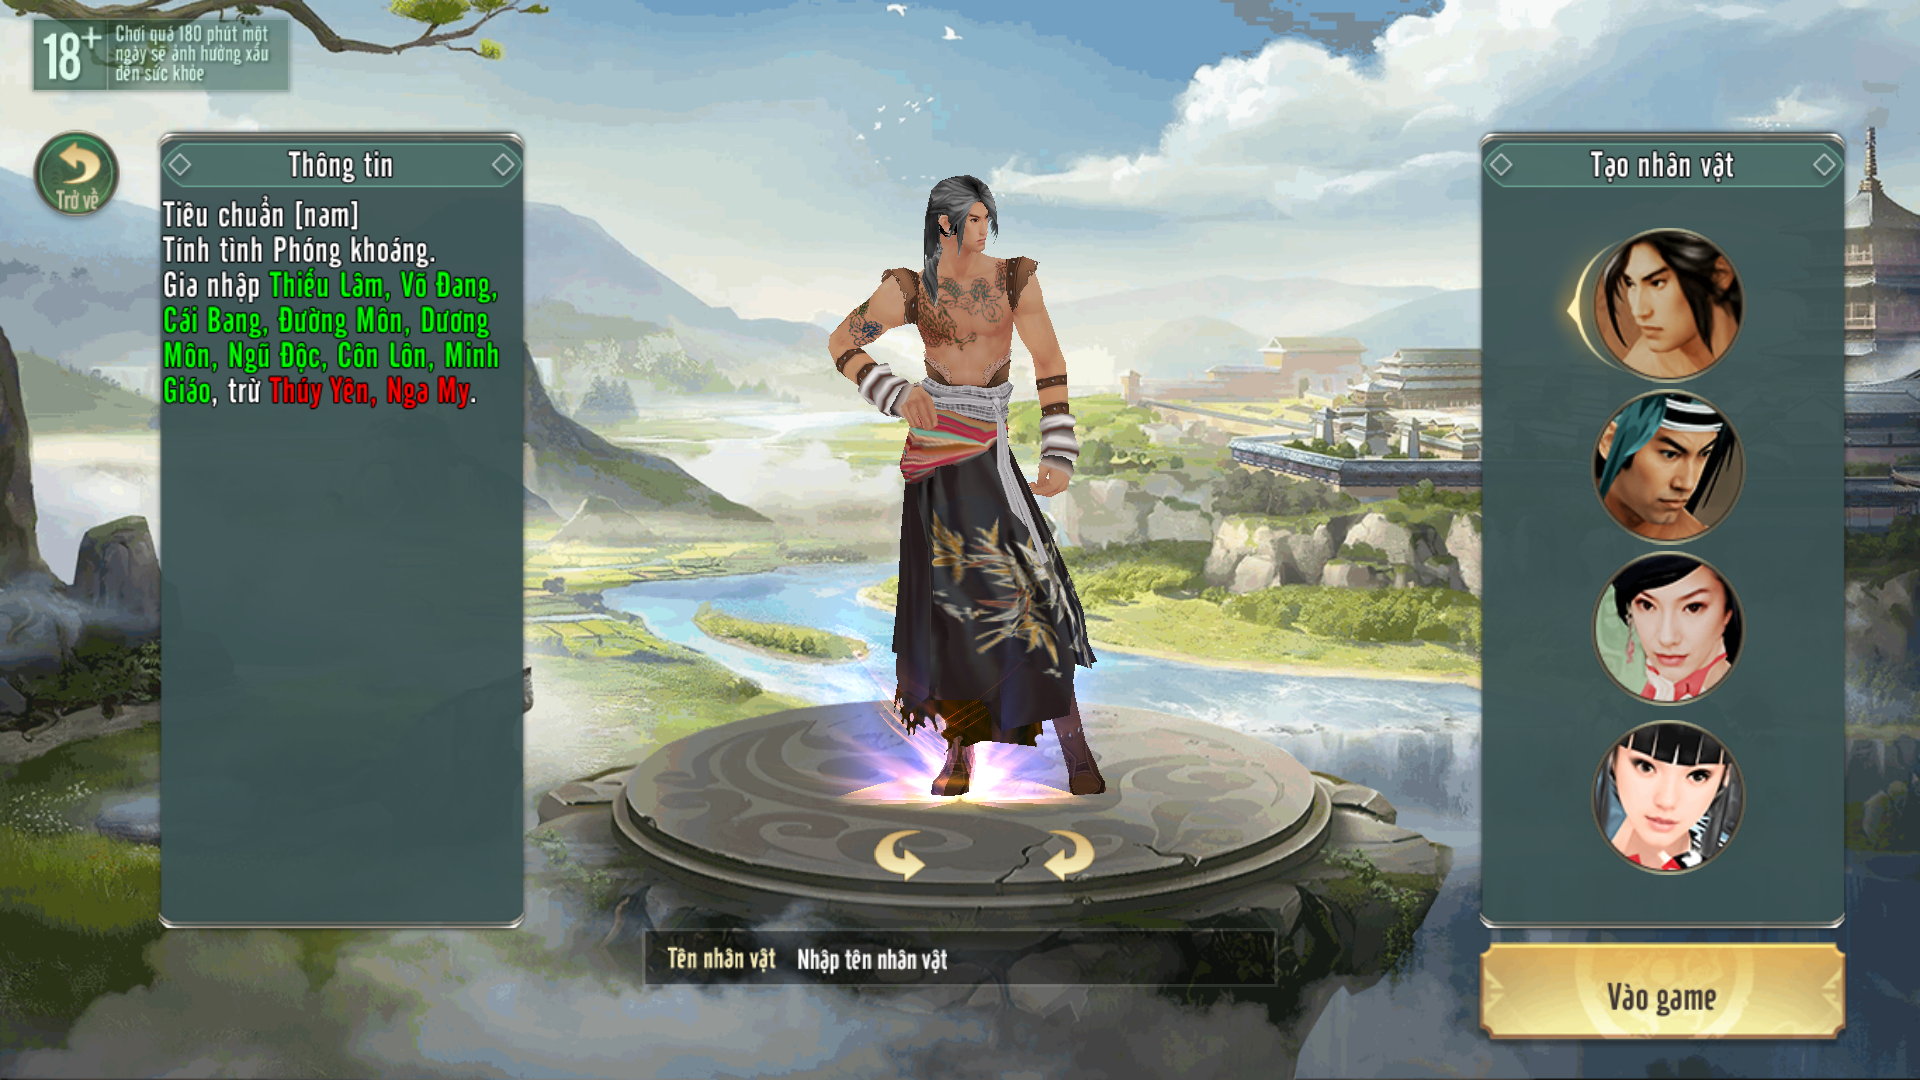 18+
Chơi quá 180 phút một
ngày sẽ ảnh hưởng xấu
đến sức khỏe
Trở về
Thông tin
Tiêu chuẩn [nam]
Tính tình Phóng khoáng.
Gia nhập Thiếu Lâm, Võ Đang,
Cái Bang, Đường Môn, Dương
Môn, Ngũ Độc, Côn Lôn, Minh
Giáo, trừ Thúy Yên, Nga My.
Tạo nhân vật
Tên nhân vật Nhập tên nhân vật
Vào game